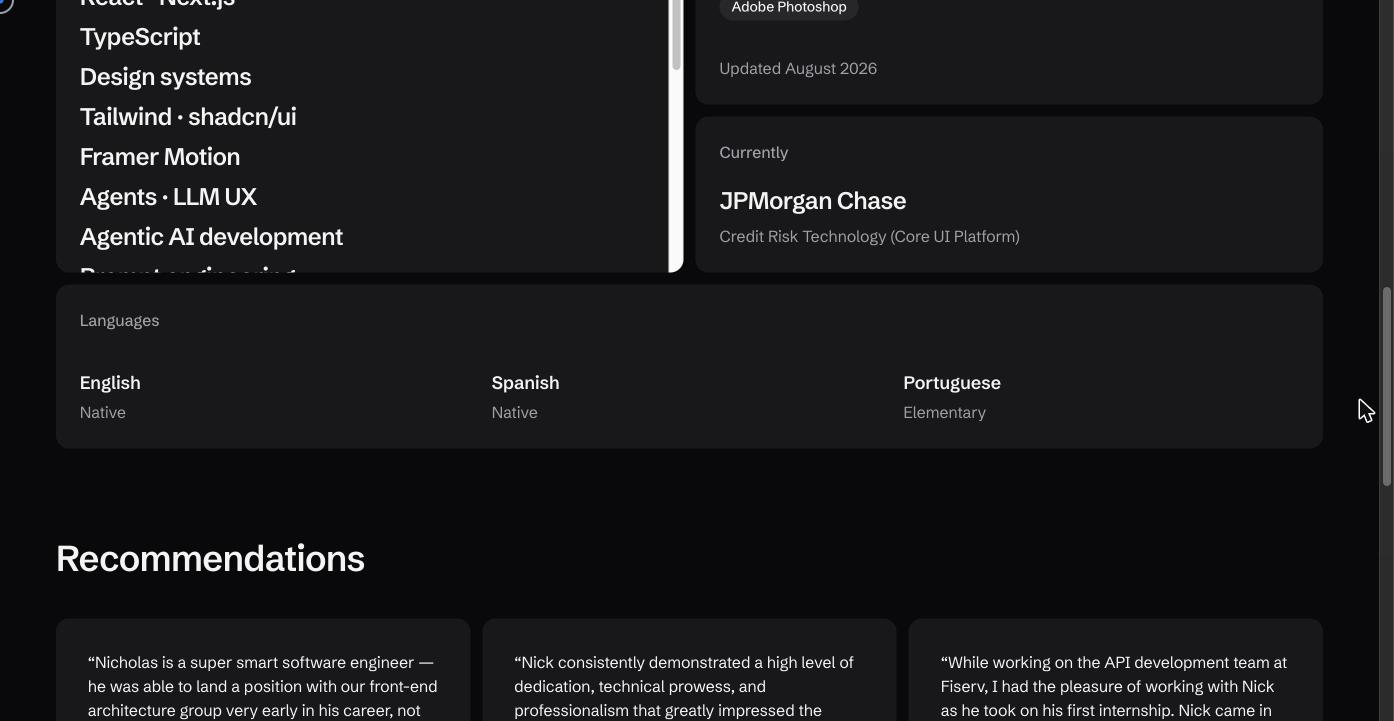 React · Next.js
TypeScript
Design systems
Tailwind · shadcn/ui
Framer Motion
Agents · LLM UX
Agentic AI development
Prompt engineering
Adobe Photoshop
Updated August 2026
Currently
JPMorgan Chase
Credit Risk Technology (Core UI Platform)
Languages
English
Native
Spanish
Native
Portuguese
Elementary
Recommendations
“Nicholas is a super smart software engineer —
he was able to land a position with our front-end
architecture group very early in his career, not
“Nick consistently demonstrated a high level of
dedication, technical prowess, and
professionalism that greatly impressed the
“While working on the API development team at
Fiserv, I had the pleasure of working with Nick
as he took on his first internship. Nick came in